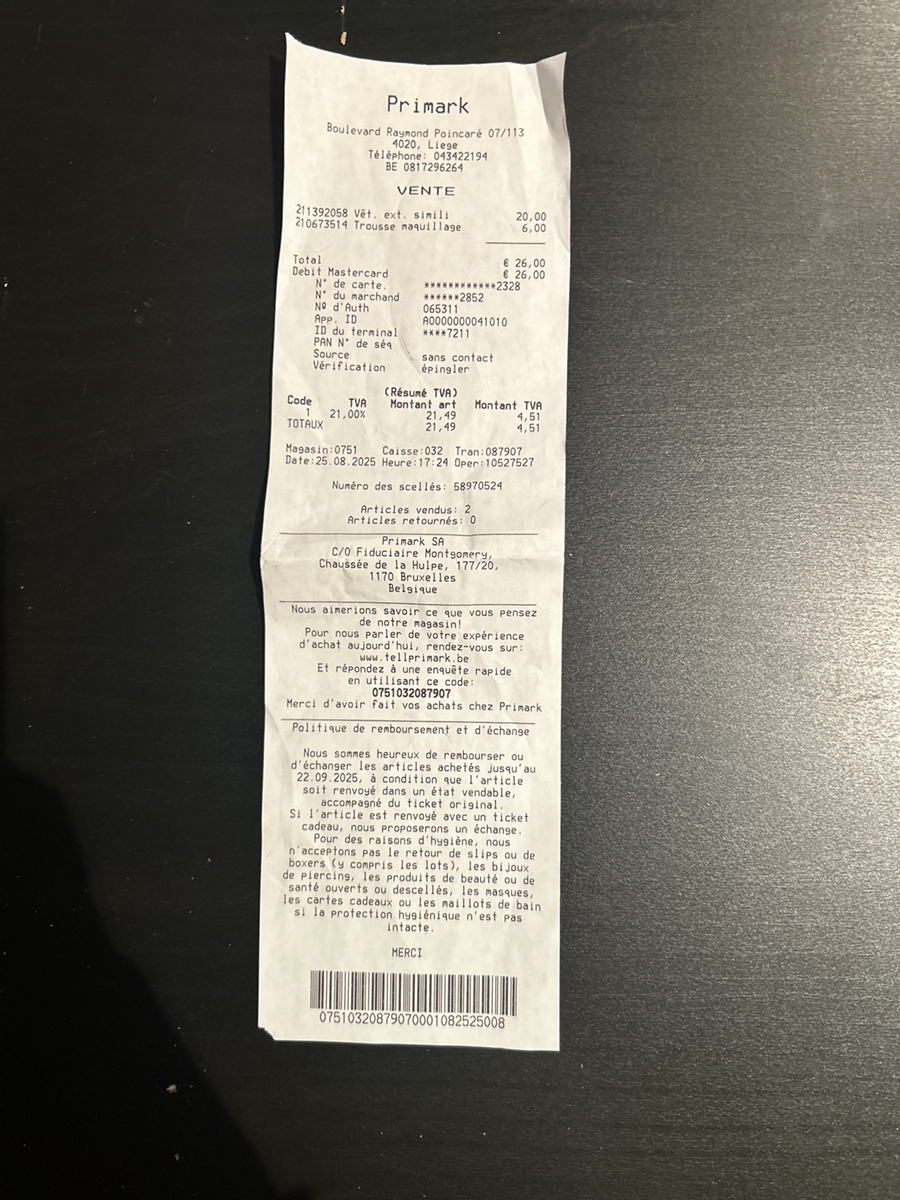 Primark
Boulevard Raymond Poincaré 07/113
4020, Liege
Téléphone: 043422194
BE 0817296264
VENTE
211392058 Vêt. ext. simili 20,00
210673514 Trousse maquillage 6,00
Total € 26,00
Debit Mastercard € 26,00
N° de carte. ************2328
N° du marchand ******2852
Nº d'Auth 065311
App. ID A0000000041010
ID du terminal ****7211
PAN N° de séq
Source sans contact
Vérification épingler
(Résumé TVA)
Code TVA Montant art Montant TVA
1 21,00% 21,49 4,51
TOTAUX 21,49 4,51
Magasin:0751 Caisse:032 Tran:087907
Date:25.08.2025 Heure:17:24 Oper:10527527
Numéro des scellés: 58970524
Articles vendus: 2
Articles retournés: 0
Primark SA
C/O Fiduciaire Montgomery,
Chaussée de la Hulpe, 177/20,
1170 Bruxelles
Belgique
Nous aimerions savoir ce que vous pensez
de notre magasin!
Pour nous parler de votre expérience
d'achat aujourd'hui, rendez-vous sur:
www.tellprimark.be
Et répondez à une enquête rapide
en utilisant ce code:
0751032087907
Merci d'avoir fait vos achats chez Primark
Politique de remboursement et d'échange
Nous sommes heureux de rembourser ou
d'échanger les articles achetés jusqu'au
22.09.2025, à condition que l'article
soit renvoyé dans un état vendable,
accompagné du ticket original.
Si l'article est renvoyé avec un ticket
cadeau, nous proposerons un échange.
Pour des raisons d'hygiène, nous
n'acceptons pas le retour de slips ou de
boxers (y compris les lots), les bijoux
de piercing, les produits de beauté ou de
santé ouverts ou descellés, les masques,
les cartes cadeaux ou les maillots de bain
si la protection hygiénique n'est pas
intacte.
MERCI
07510320879070001082525008